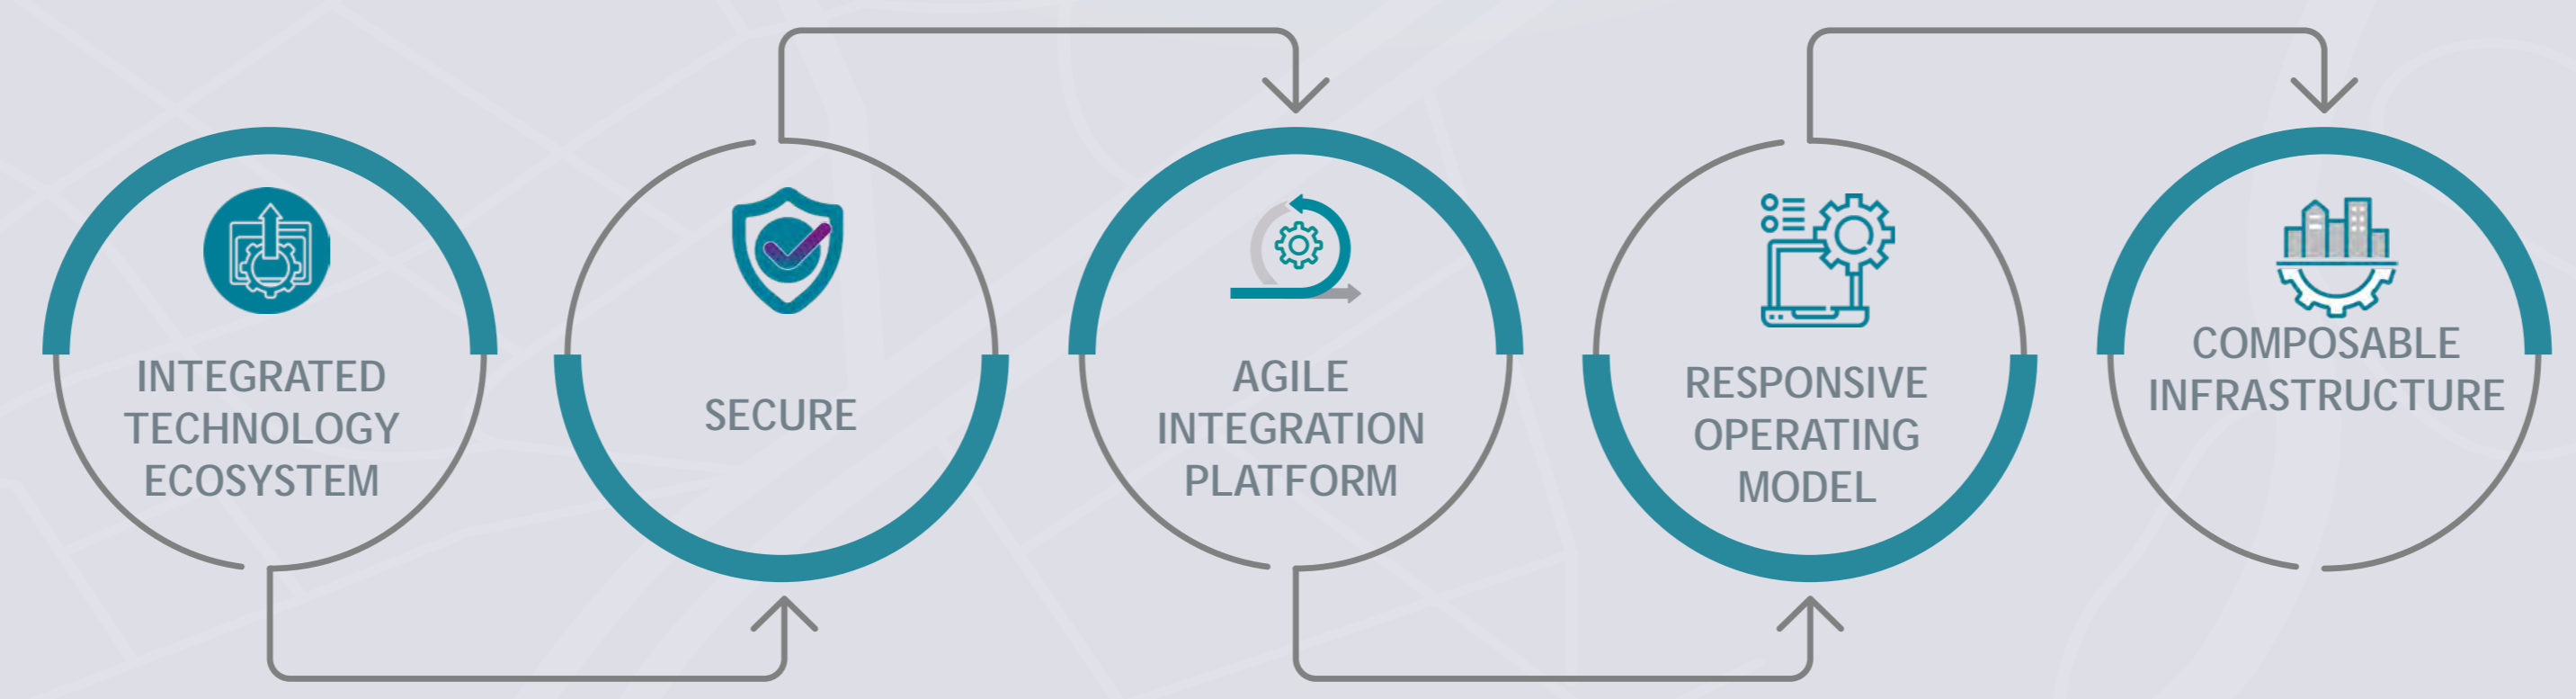 INTEGRATED
TECHNOLOGY
ECOSYSTEM
SECURE
AGILE
INTEGRATION
PLATFORM
RESPONSIVE
OPERATING
MODEL
COMPOSABLE
INFRASTRUCTURE